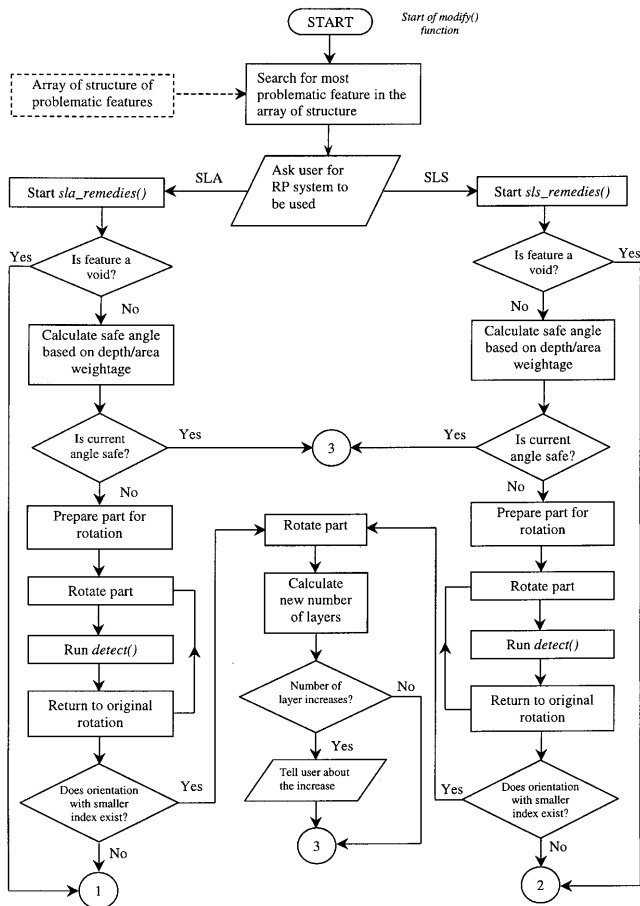 START
Start of modify()
function
Array of structure of
problematic features
Search for most
problematic feature in the
array of structure
SLA
Ask user for
RP system to
be used
SLS
Start sla_remedies()
Start sls_remedies()
Yes
Is feature a
void?
Is feature a
void?
Yes
No
No
Calculate safe angle
based on depth/area
weightage
Calculate safe angle
based on depth/area
weightage
Is current
angle safe?
Yes
3
Yes
Is current
angle safe?
No
No
Prepare part for
rotation
Rotate part
Prepare part for
rotation
Rotate part
Calculate
new number
of layers
Rotate part
Run detect()
Run detect()
Return to original
rotation
Number of
layer increases?
No
Return to original
rotation
Yes
Does orientation
with smaller
index exist?
Yes
Tell user about
the increase
Yes
Does orientation
with smaller
index exist?
No
3
No
1
2